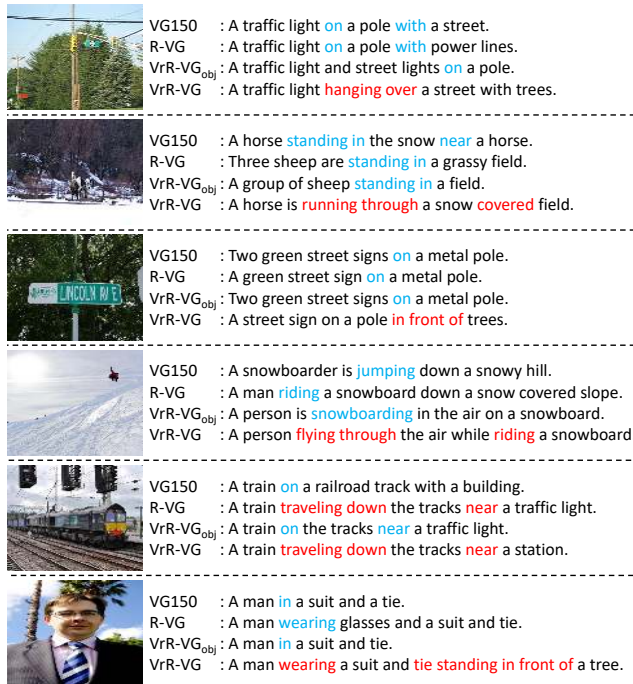 VG150 : A traffic light on a pole with a street.
R-VG : A traffic light on a pole with power lines.
VrR-VGobj : A traffic light and street lights on a pole.
VrR-VG : A traffic light hanging over a street with trees.
VG150 : A horse standing in the snow near a horse.
R-VG : Three sheep are standing in a grassy field.
VrR-VGobj : A group of sheep standing in a field.
VrR-VG : A horse is running through a snow covered field.
LINCOLN AV E
VG150 : Two green street signs on a metal pole.
R-VG : A green street sign on a metal pole.
VrR-VGobj : Two green street signs on a metal pole.
VrR-VG : A street sign on a pole in front of trees.
VG150 : A snowboarder is jumping down a snowy hill.
R-VG : A man riding a snowboard down a snow covered slope.
VrR-VGobj : A person is snowboarding in the air on a snowboard.
VrR-VG : A person flying through the air while riding a snowboard
VG150 : A train on a railroad track with a building.
R-VG : A train traveling down the tracks near a traffic light.
VrR-VGobj : A train on the tracks near a traffic light.
VrR-VG : A train traveling down the tracks near a station.
VG150 : A man in a suit and a tie.
R-VG : A man wearing glasses and a suit and tie.
VrR-VGobj : A man in a suit and tie.
VrR-VG : A man wearing a suit and tie standing in front of a tree.